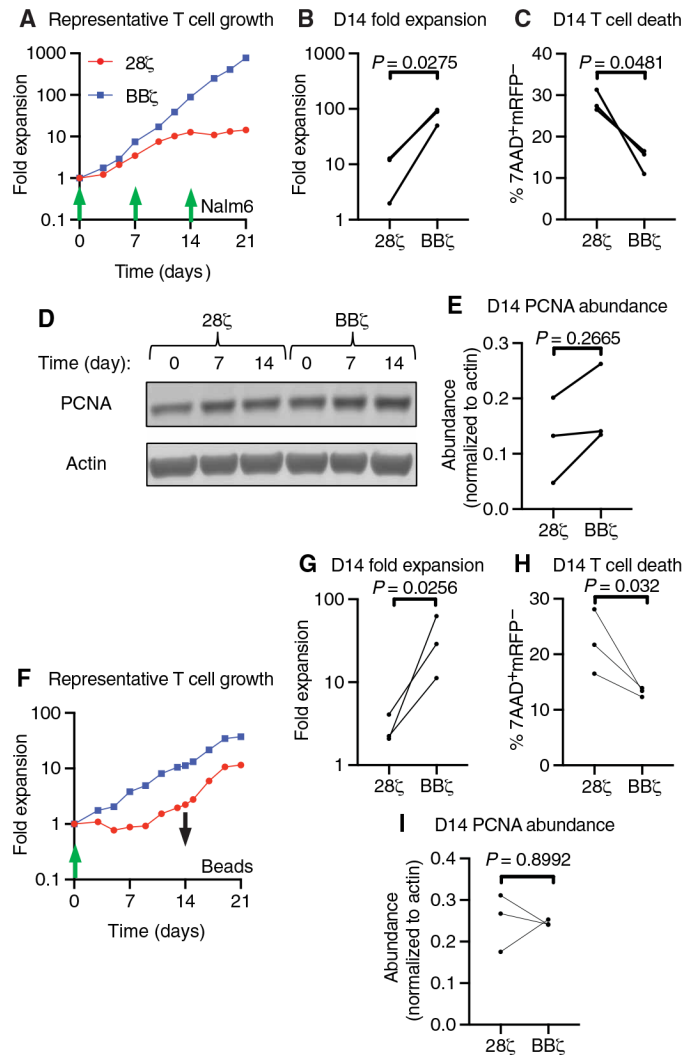 A Representative T cell growth
Fold expansion
1000
100
10
1
0.1
28ζ
BBζ
Nalm6
0 7 14 21
Time (days)
B D14 fold expansion
P = 0.0275
Fold expansion
1000
100
10
1
28ζ BBζ
C D14 T cell death
P = 0.0481
% 7AAD⁺mRFP⁻
40
30
20
10
0
28ζ BBζ
D
28ζ BBζ
Time (day): 0 7 14 0 7 14
PCNA
Actin
E D14 PCNA abundance
P = 0.2665
Abundance
(normalized to actin)
0.3
0.2
0.1
0.0
28ζ BBζ
F Representative T cell growth
Fold expansion
100
10
1
0.1
Beads
0 7 14 21
Time (days)
G D14 fold expansion
P = 0.0256
Fold expansion
100
10
1
28ζ BBζ
H D14 T cell death
P = 0.032
% 7AAD⁺mRFP⁻
30
20
10
0
28ζ BBζ
I D14 PCNA abundance
P = 0.8992
Abundance
(normalized to actin)
0.4
0.3
0.2
0.1
0.0
28ζ BBζ